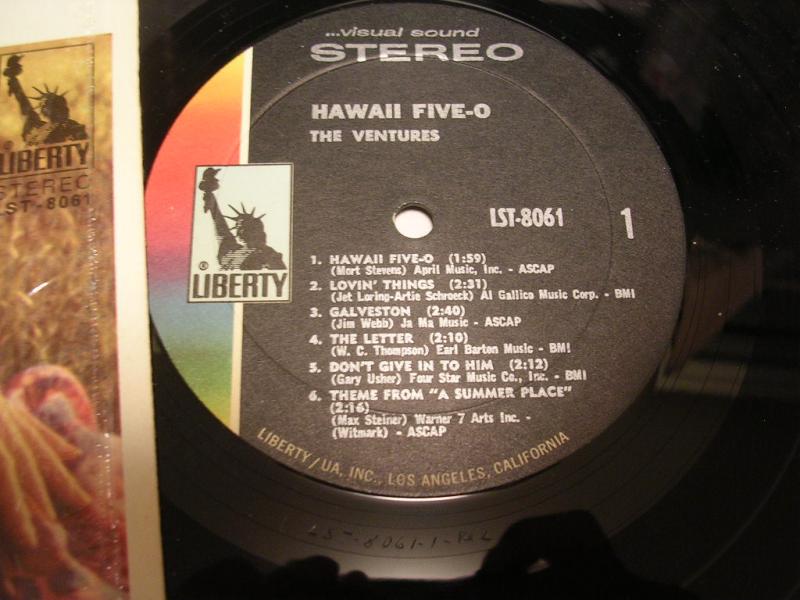 LIBERTY
STEREO
LST-8061
...visual sound
STEREO
HAWAII FIVE-O
THE VENTURES
LST-8061
1
® LIBERTY
1. HAWAII FIVE-O (1:59)
(Mort Stevens) April Music, Inc. - ASCAP
2. LOVIN' THINGS (2:31)
(Jet Loring-Artie Schroeck) Al Gallico Music Corp. - BMI
3. GALVESTON (2:40)
(Jim Webb) Ja Ma Music - ASCAP
4. THE LETTER (2:10)
(W. C. Thompson) Earl Barton Music - BMI
5. DON'T GIVE IN TO HIM (2:12)
(Gary Usher) Four Star Music Co., Inc. - BMI
6. THEME FROM "A SUMMER PLACE"
(2:16)
(Max Steiner) Warner 7 Arts Inc. -
(Witmark) - ASCAP
LIBERTY/UA, INC., LOS ANGELES, CALIFORNIA